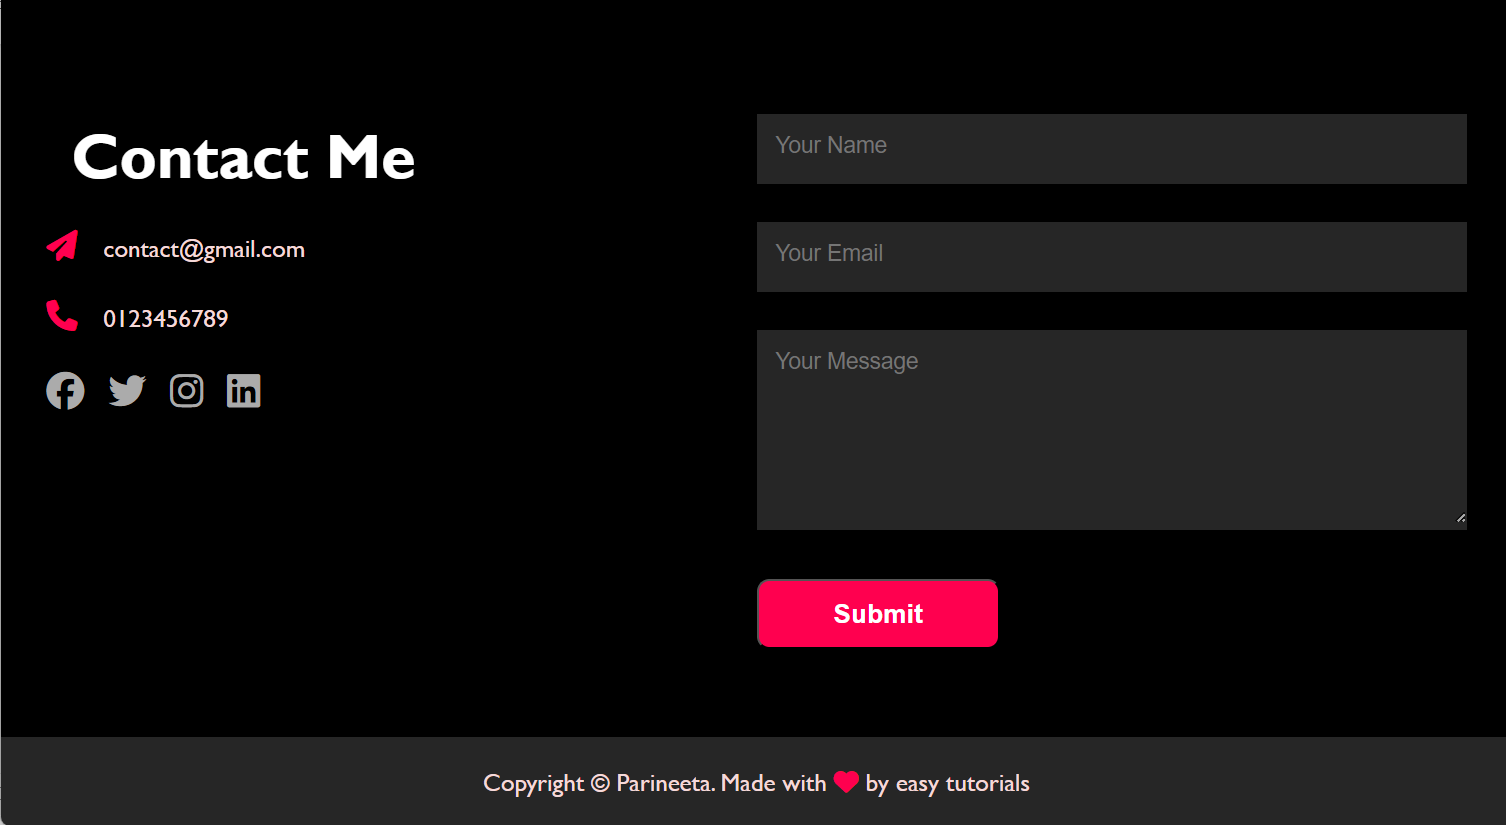 Contact Me
contact@gmail.com
0123456789
Your Name
Your Email
Your Message
Submit
Copyright © Parineeta. Made with ❤ by easy tutorials